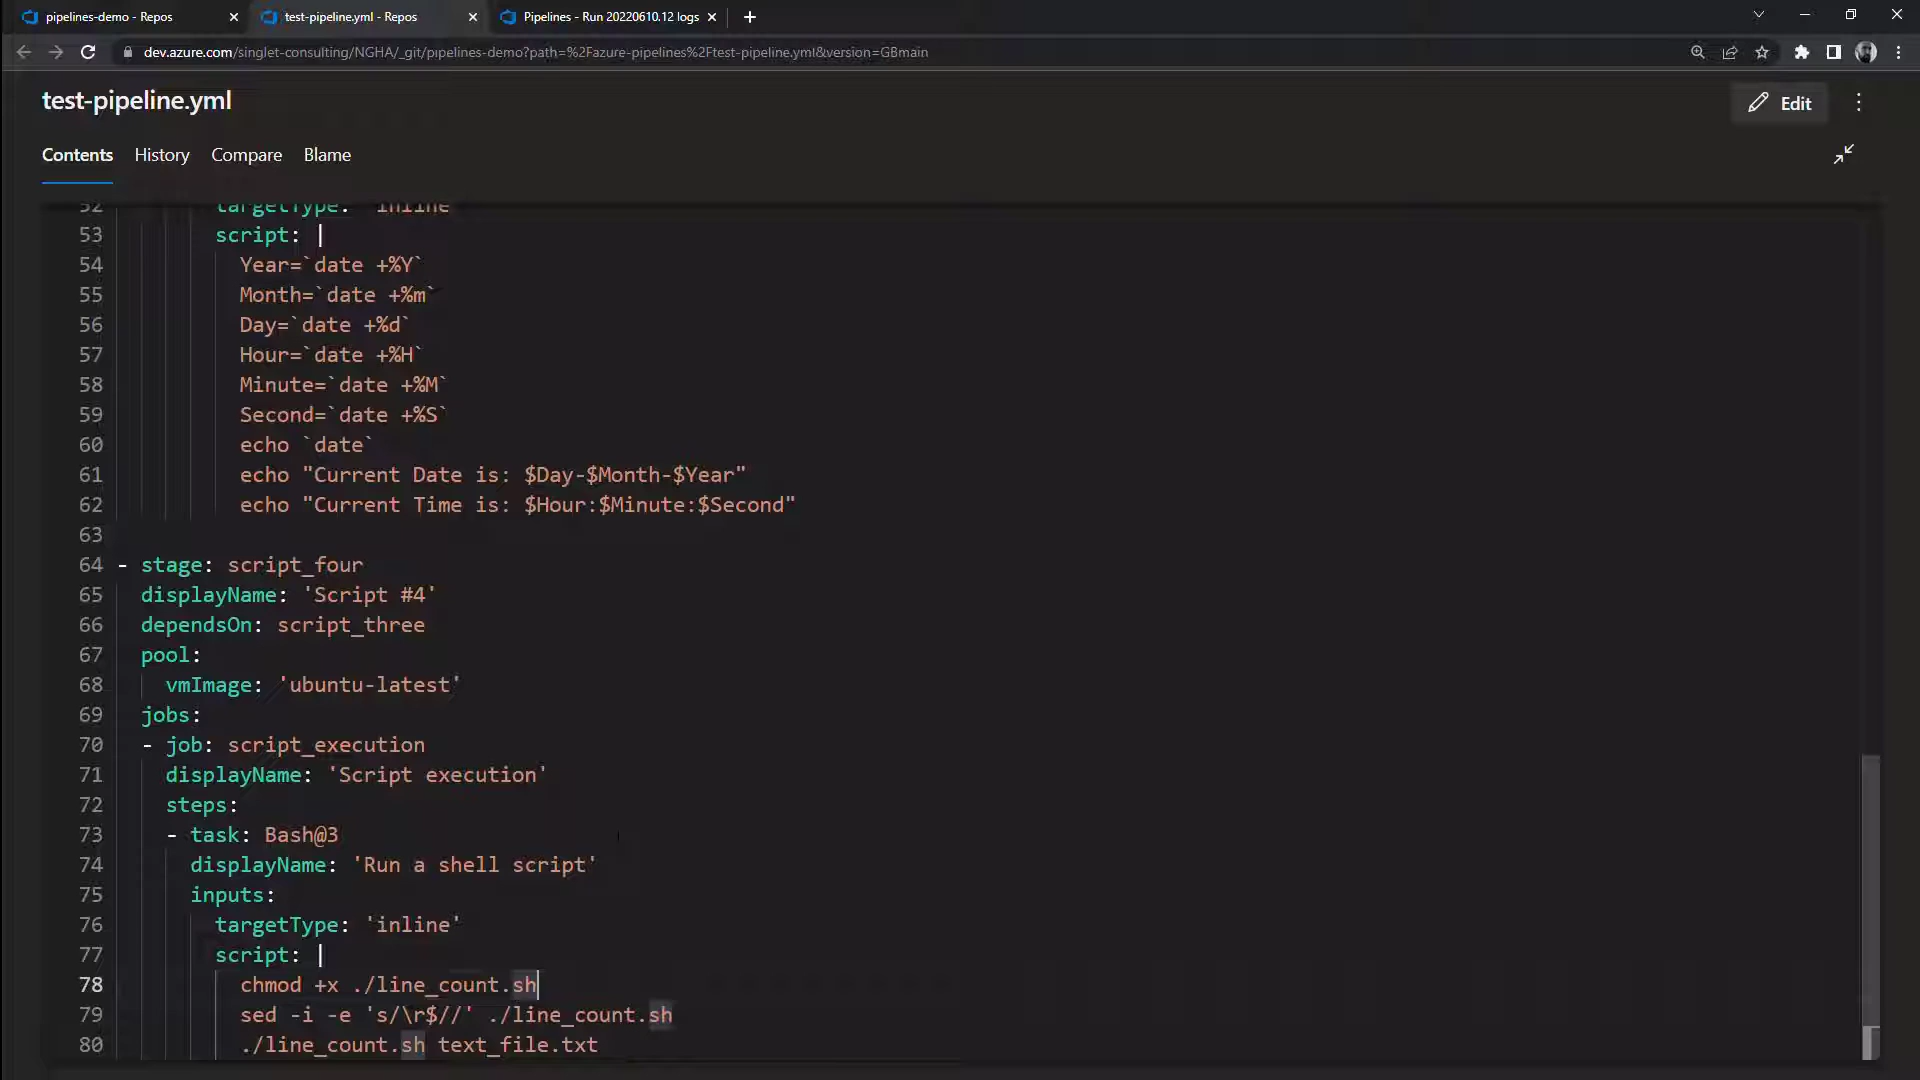 pipelines-demo - Repos
test-pipeline.yml - Repos
Pipelines - Run 20220610.12 logs
dev.azure.com/singlet-consulting/NGHA/_git/pipelines-demo?path=%2Fazure-pipelines%2Ftest-pipeline.yml&version=GBmain
test-pipeline.yml
Edit
Contents History Compare Blame
52 targetType: 'inline'
53 script: |
54 Year=`date +%Y`
55 Month=`date +%m`
56 Day=`date +%d`
57 Hour=`date +%H`
58 Minute=`date +%M`
59 Second=`date +%S`
60 echo `date`
61 echo "Current Date is: $Day-$Month-$Year"
62 echo "Current Time is: $Hour:$Minute:$Second"
63
64 - stage: script_four
65 displayName: 'Script #4'
66 dependsOn: script_three
67 pool:
68 vmImage: 'ubuntu-latest'
69 jobs:
70 - job: script_execution
71 displayName: 'Script execution'
72 steps:
73 - task: Bash@3
74 displayName: 'Run a shell script'
75 inputs:
76 targetType: 'inline'
77 script: |
78 chmod +x ./line_count.sh
79 sed -i -e 's/\r$//' ./line_count.sh
80 ./line_count.sh text_file.txt